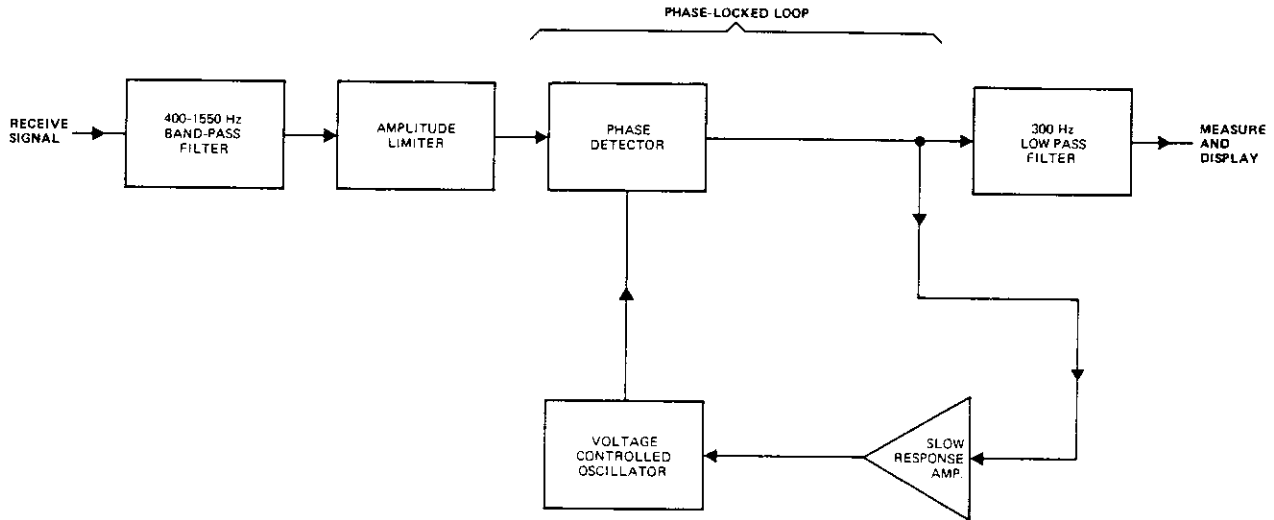 PHASE-LOCKED LOOP
RECEIVE
SIGNAL
400-1550 Hz
BAND-PASS
FILTER
AMPLITUDE
LIMITER
PHASE
DETECTOR
300 Hz
LOW PASS
FILTER
MEASURE
AND
DISPLAY
VOLTAGE
CONTROLLED
OSCILLATOR
SLOW
RESPONSE
AMP.